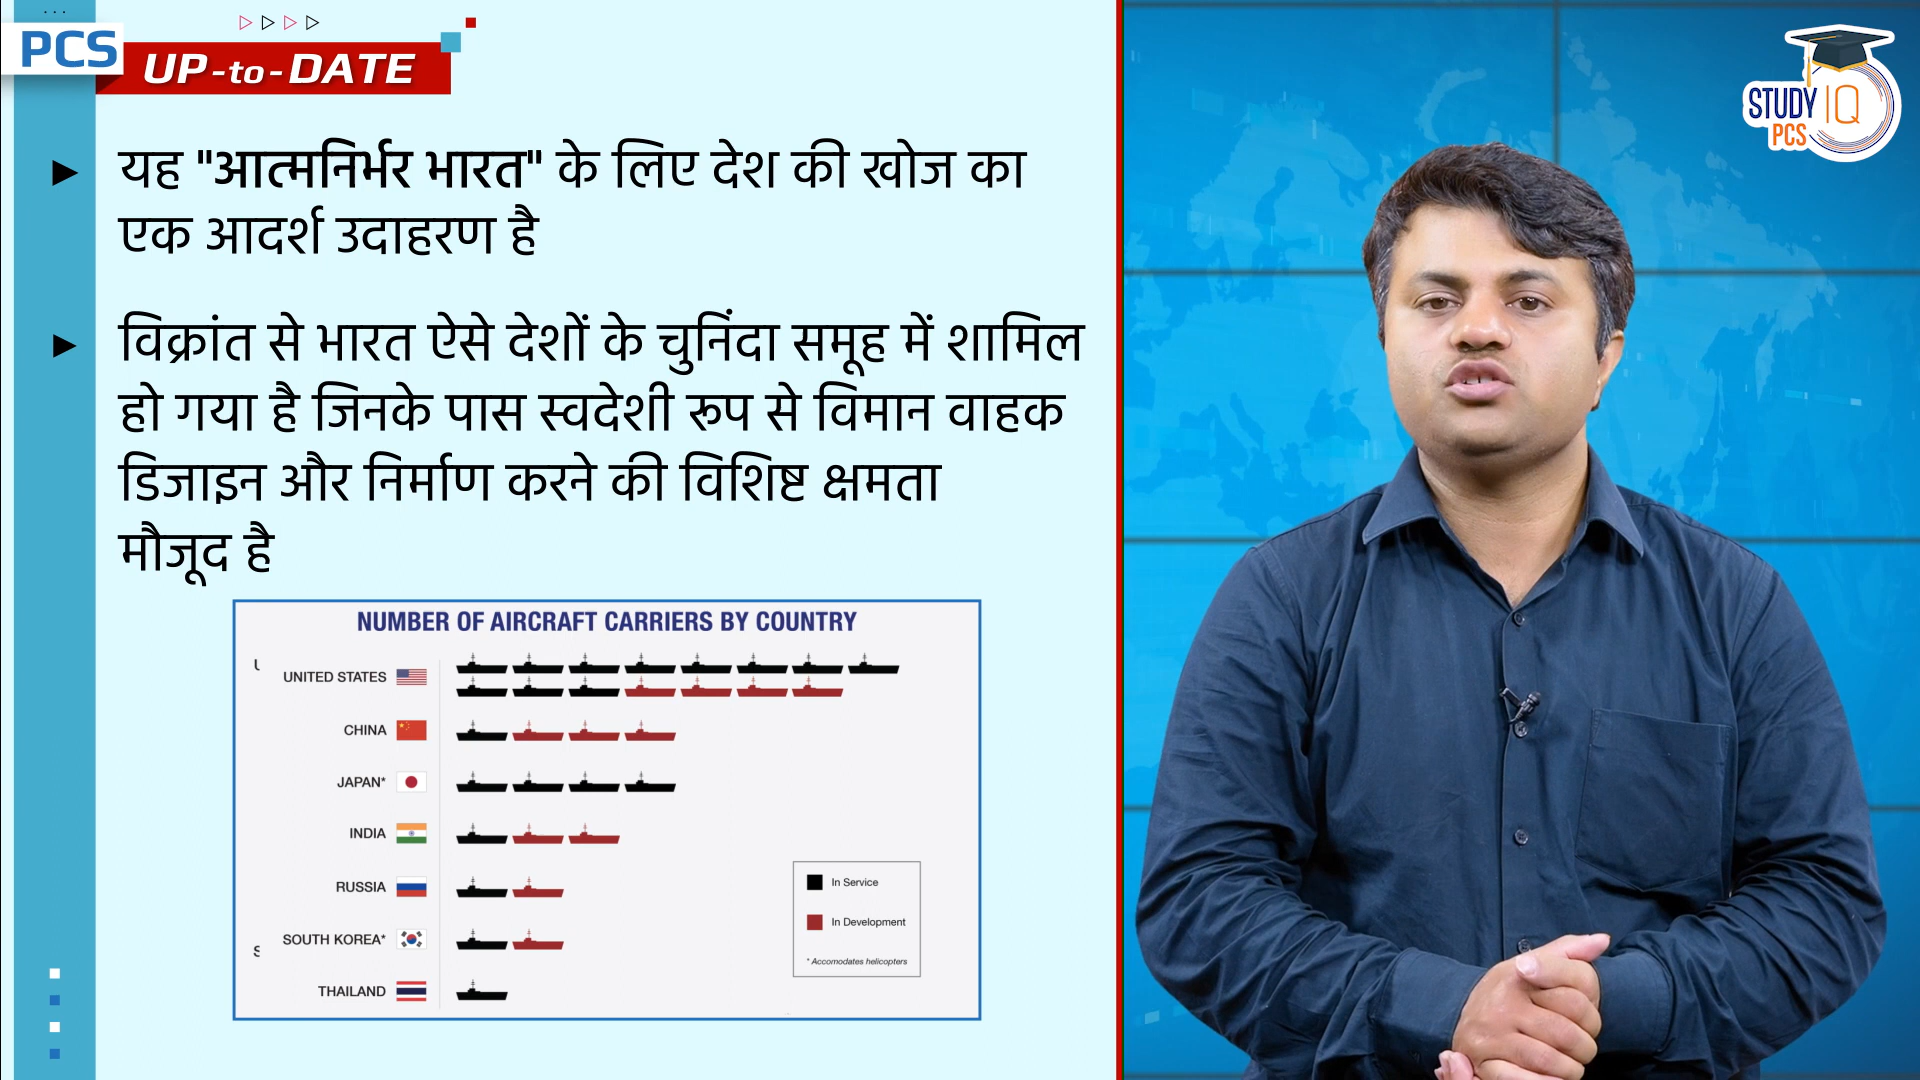 PCS
UP-to-DATE
STUDY IQ
PCS
यह "आत्मनिर्भर भारत" के लिए देश की खोज का
एक आदर्श उदाहरण है
विक्रांत से भारत ऐसे देशों के चुनिंदा समूह में शामिल
हो गया है जिनके पास स्वदेशी रूप से विमान वाहक
डिजाइन और निर्माण करने की विशिष्ट क्षमता
मौजूद है
NUMBER OF AIRCRAFT CARRIERS BY COUNTRY
UNITED STATES
CHINA
JAPAN*
INDIA
RUSSIA
SOUTH KOREA*
THAILAND
In Service
In Development
* Accomodates helicopters